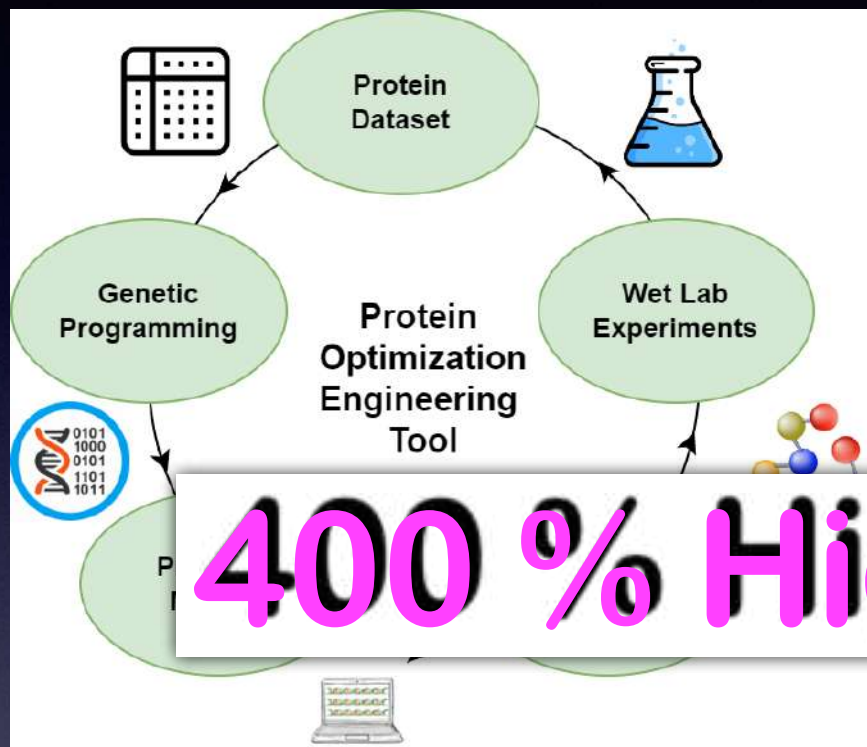 Protein
Dataset
Genetic
Programming
Wet Lab
Experiments
Protein
Optimization
Engineering
Tool
0101
1000
0101
1101
1011
400 %